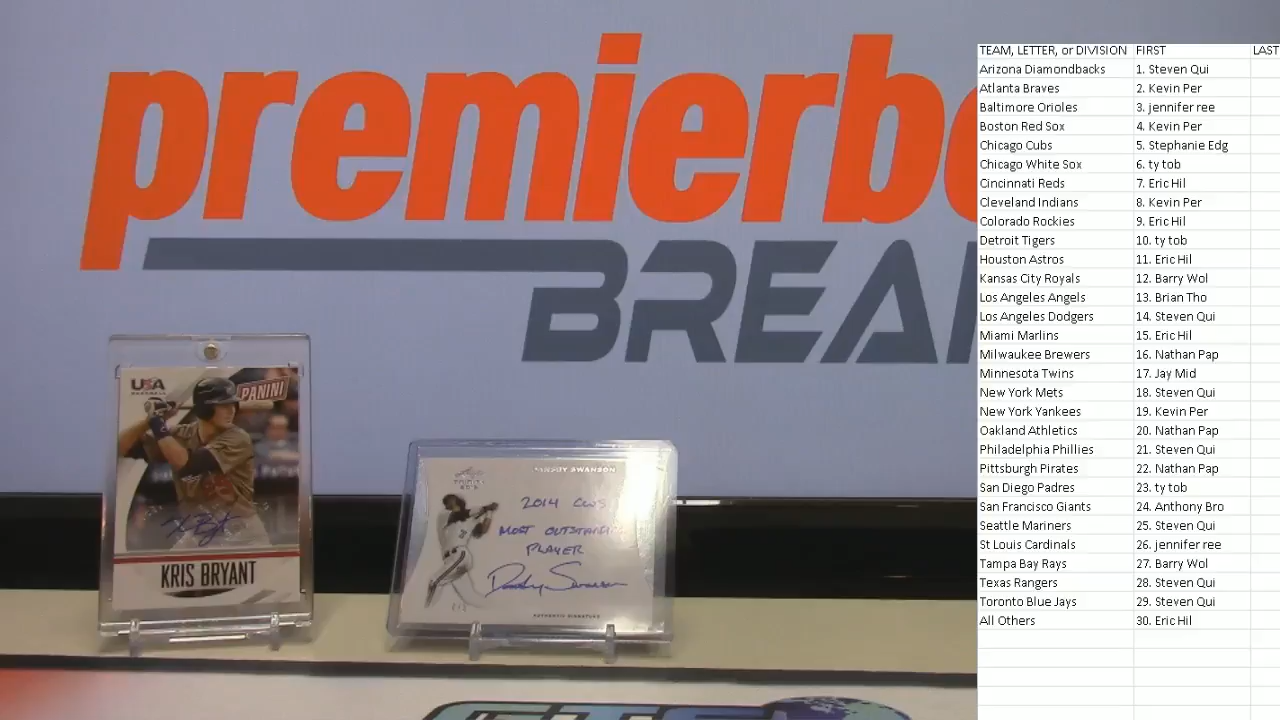 premierbo
BREA
TEAM, LETTER, or DIVISION FIRST LAST
Arizona Diamondbacks 1. Steven Qui
Atlanta Braves 2. Kevin Per
Baltimore Orioles 3. jennifer ree
Boston Red Sox 4. Kevin Per
Chicago Cubs 5. Stephanie Edg
Chicago White Sox 6. ty tob
Cincinnati Reds 7. Eric Hil
Cleveland Indians 8. Kevin Per
Colorado Rockies 9. Eric Hil
Detroit Tigers 10. ty tob
Houston Astros 11. Eric Hil
Kansas City Royals 12. Barry Wol
Los Angeles Angels 13. Brian Tho
Los Angeles Dodgers 14. Steven Qui
Miami Marlins 15. Eric Hil
Milwaukee Brewers 16. Nathan Pap
Minnesota Twins 17. Jay Mid
New York Mets 18. Steven Qui
New York Yankees 19. Kevin Per
Oakland Athletics 20. Nathan Pap
Philadelphia Phillies 21. Steven Qui
Pittsburgh Pirates 22. Nathan Pap
San Diego Padres 23. ty tob
San Francisco Giants 24. Anthony Bro
Seattle Mariners 25. Steven Qui
St Louis Cardinals 26. jennifer ree
Tampa Bay Rays 27. Barry Wol
Texas Rangers 28. Steven Qui
Toronto Blue Jays 29. Steven Qui
All Others 30. Eric Hil
USA
BASEBALL
PANINI
KRIS BRYANT
DANSBY SWANSON
2014 CWS
MOST OUTSTANDING
PLAYER
AUTHENTIC SIGNATURE